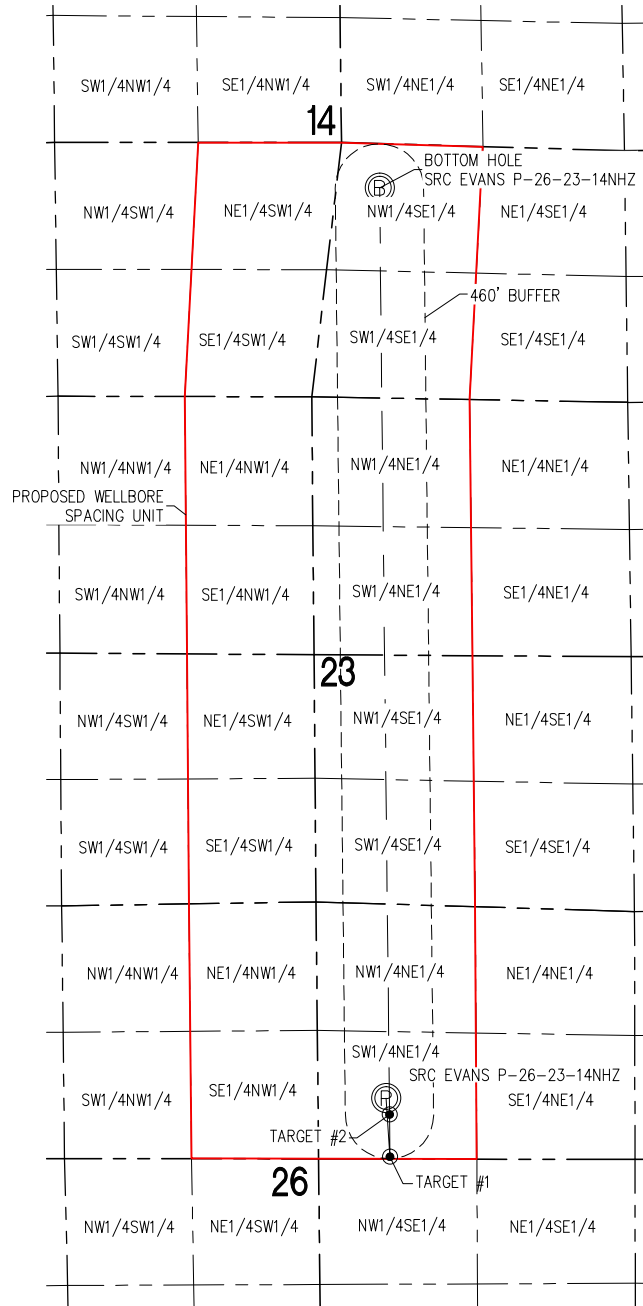 SW1/4NW1/4
SE1/4NW1/4
SW1/4NE1/4
SE1/4NE1/4
14
BOTTOM HOLE
SRC EVANS P-26-23-14NHZ
B
NW1/4SW1/4
NE1/4SW1/4
NW1/4SE1/4
NE1/4SE1/4
460' BUFFER
SW1/4SW1/4
SE1/4SW1/4
SW1/4SE1/4
SE1/4SE1/4
NW1/4NW1/4
NE1/4NW1/4
NW1/4NE1/4
NE1/4NE1/4
PROPOSED WELLBORE
SPACING UNIT
SW1/4NW1/4
SE1/4NW1/4
SW1/4NE1/4
SE1/4NE1/4
23
NW1/4SW1/4
NE1/4SW1/4
NW1/4SE1/4
NE1/4SE1/4
SW1/4SW1/4
SE1/4SW1/4
SW1/4SE1/4
SE1/4SE1/4
NW1/4NW1/4
NE1/4NW1/4
NW1/4NE1/4
NE1/4NE1/4
SW1/4NE1/4
SRC EVANS P-26-23-14NHZ
P
SW1/4NW1/4
SE1/4NW1/4
SE1/4NE1/4
TARGET #2
TARGET #1
26
NW1/4SW1/4
NE1/4SW1/4
NW1/4SE1/4
NE1/4SE1/4